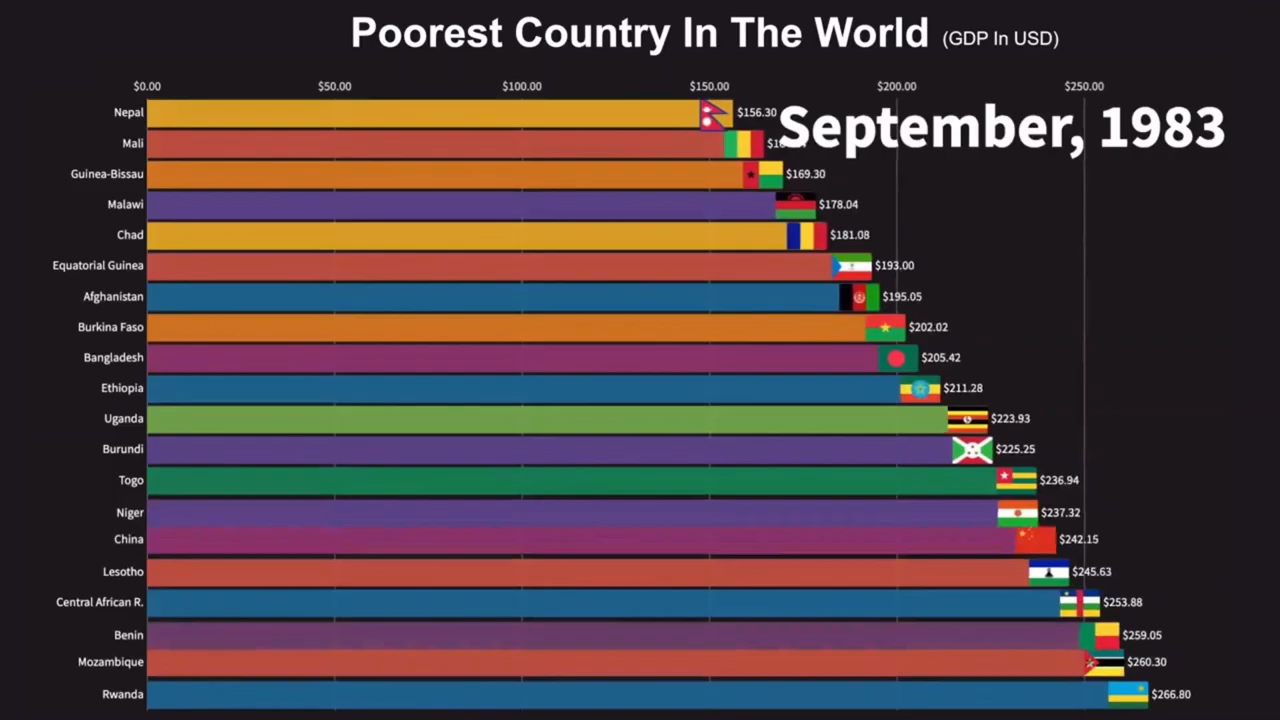 Poorest Country In The World (GDP In USD)
$0.00 $50.00 $100.00 $150.00 $200.00 $250.00
September, 1983
Nepal $156.30
Mali
Guinea-Bissau $169.30
Malawi $178.04
Chad $181.08
Equatorial Guinea $193.00
Afghanistan $195.05
Burkina Faso $202.02
Bangladesh $205.42
Ethiopia $211.28
Uganda $223.93
Burundi $225.25
Togo $236.94
Niger $237.32
China $242.15
Lesotho $245.63
Central African R. $253.88
Benin $259.05
Mozambique $260.30
Rwanda $266.80